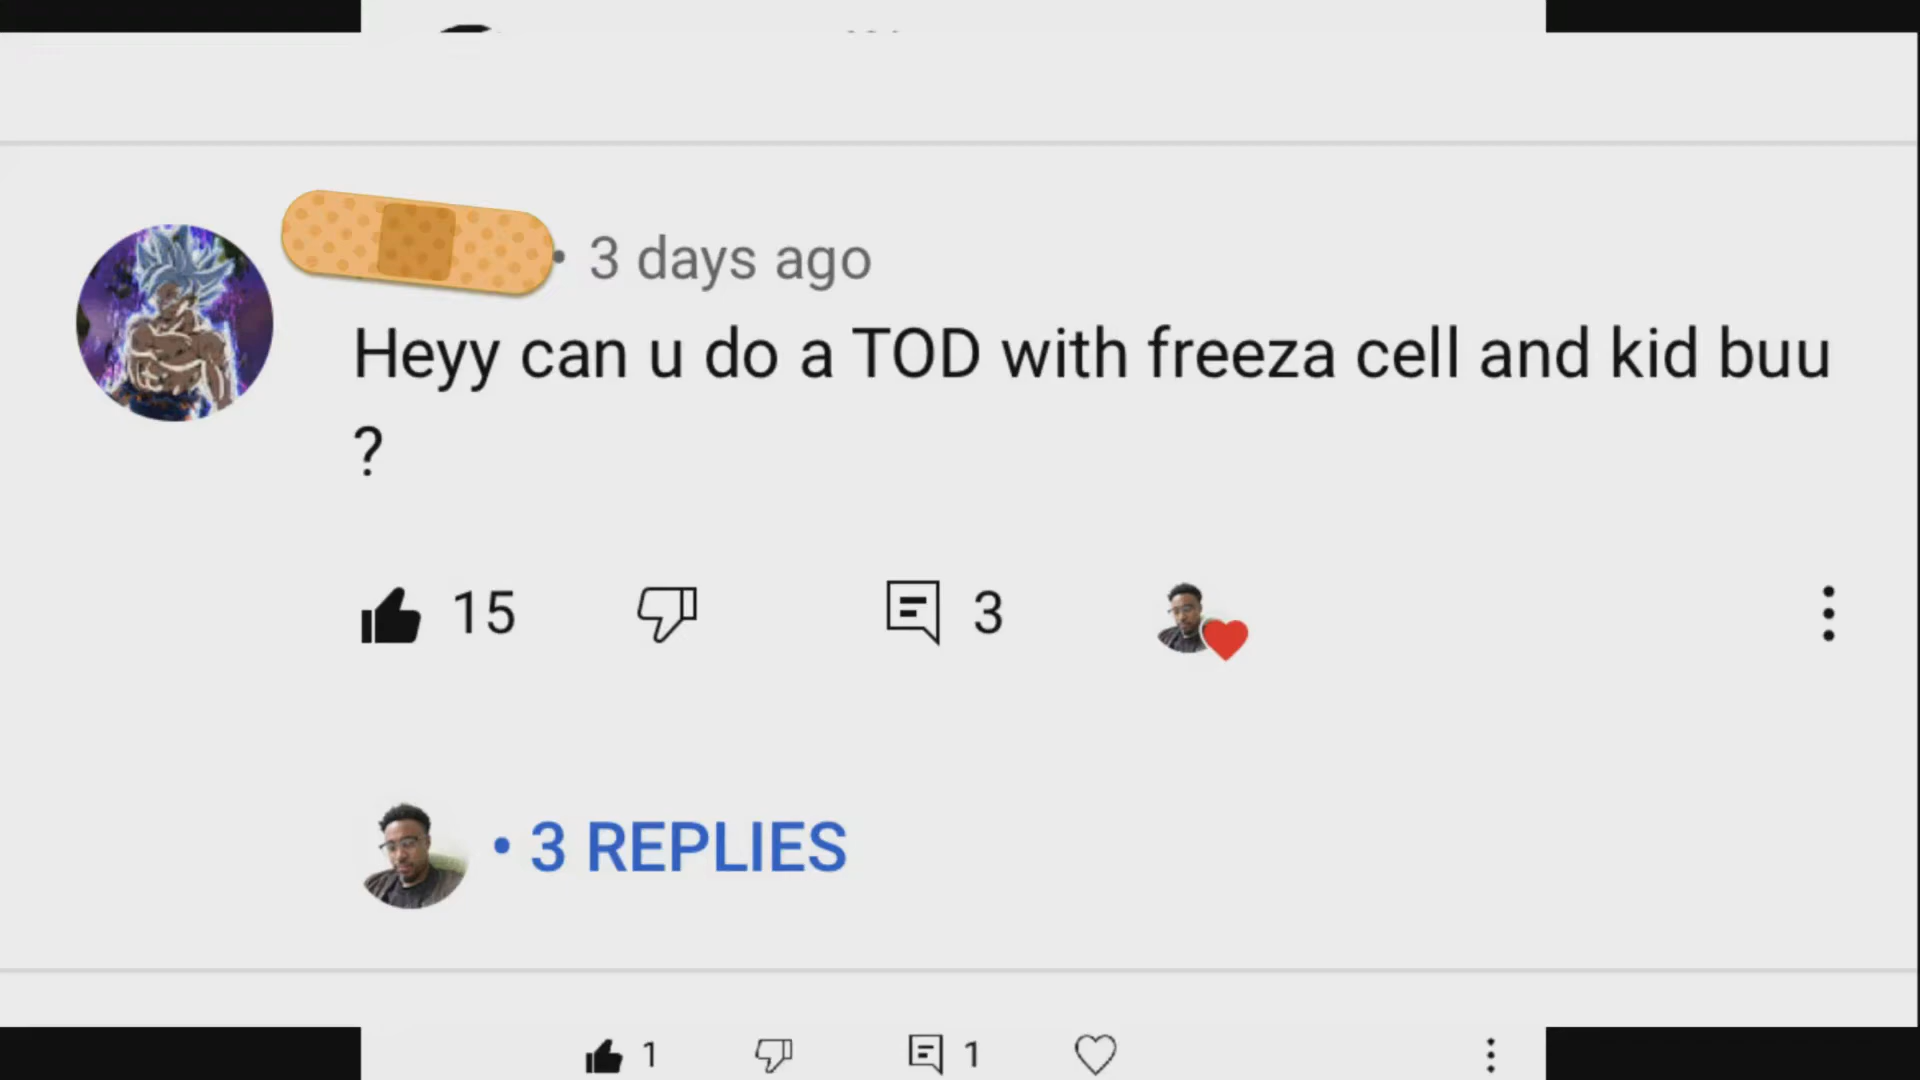 • 3 days ago
Heyy can u do a TOD with freeza cell and kid buu
?
15
3
• 3 REPLIES
1
1